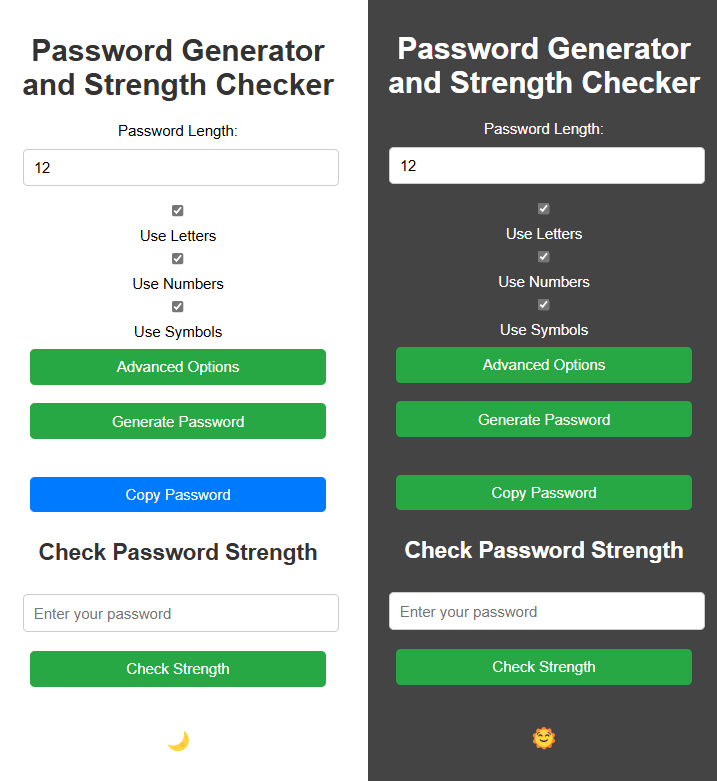 Password Generator
and Strength Checker
Password Length:
12
Use Letters
Use Numbers
Use Symbols
Advanced Options
Generate Password
Copy Password
Check Password Strength
Enter your password
Check Strength
Password Generator
and Strength Checker
Password Length:
12
Use Letters
Use Numbers
Use Symbols
Advanced Options
Generate Password
Copy Password
Check Password Strength
Enter your password
Check Strength